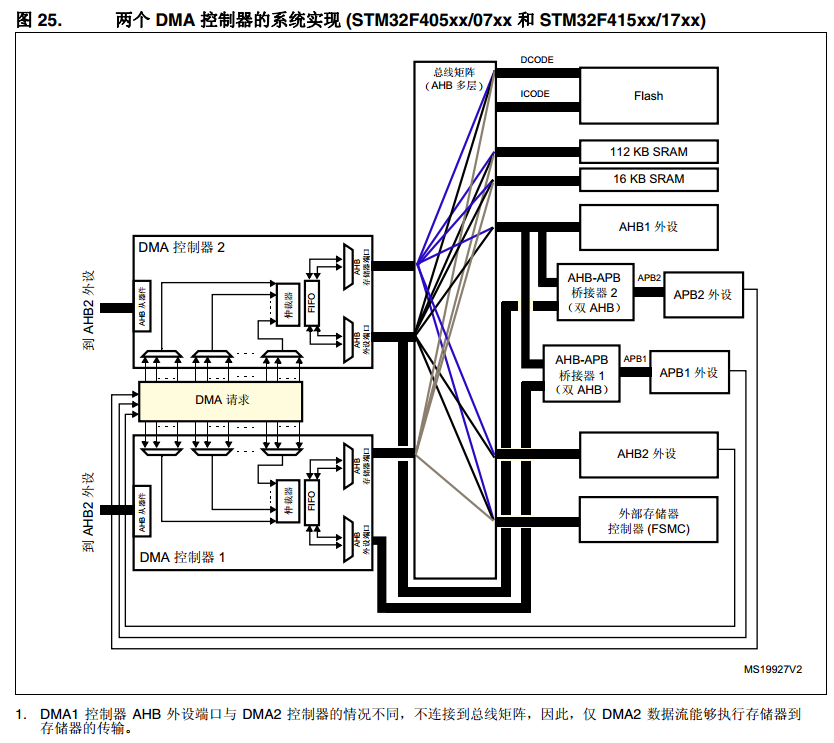 图 25. 两个 DMA 控制器的系统实现 (STM32F405xx/07xx 和 STM32F415xx/17xx)
总线矩阵
(AHB 多层)
DCODE
ICODE
Flash
112 KB SRAM
16 KB SRAM
AHB1 外设
DMA 控制器 2
AHB 从器件
仲裁器
FIFO
AHB
存储器端口
AHB
外设端口
到 AHB2 外设
AHB-APB
桥接器 2
(双 AHB)
APB2
APB2 外设
AHB-APB
桥接器 1
(双 AHB)
APB1
APB1 外设
DMA 请求
AHB2 外设
到 AHB2 外设
AHB 从器件
仲裁器
FIFO
AHB
存储器端口
AHB
外设端口
DMA 控制器 1
外部存储器
控制器 (FSMC)
MS19927V2
1. DMA1 控制器 AHB 外设端口与 DMA2 控制器的情况不同，不连接到总线矩阵，因此，仅 DMA2 数据流能够执行存储器到
存储器的传输。